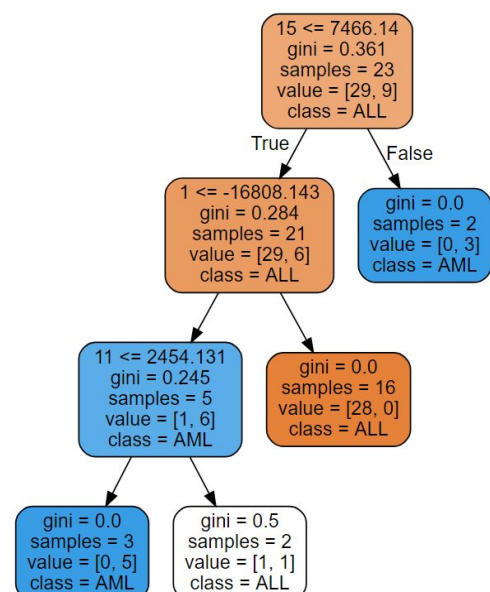 15 <= 7466.14
gini = 0.361
samples = 23
value = [29, 9]
class = ALL
True
False
1 <= -16808.143
gini = 0.284
samples = 21
value = [29, 6]
class = ALL
gini = 0.0
samples = 2
value = [0, 3]
class = AML
11 <= 2454.131
gini = 0.245
samples = 5
value = [1, 6]
class = AML
gini = 0.0
samples = 16
value = [28, 0]
class = ALL
gini = 0.0
samples = 3
value = [0, 5]
class = AML
gini = 0.5
samples = 2
value = [1, 1]
class = ALL